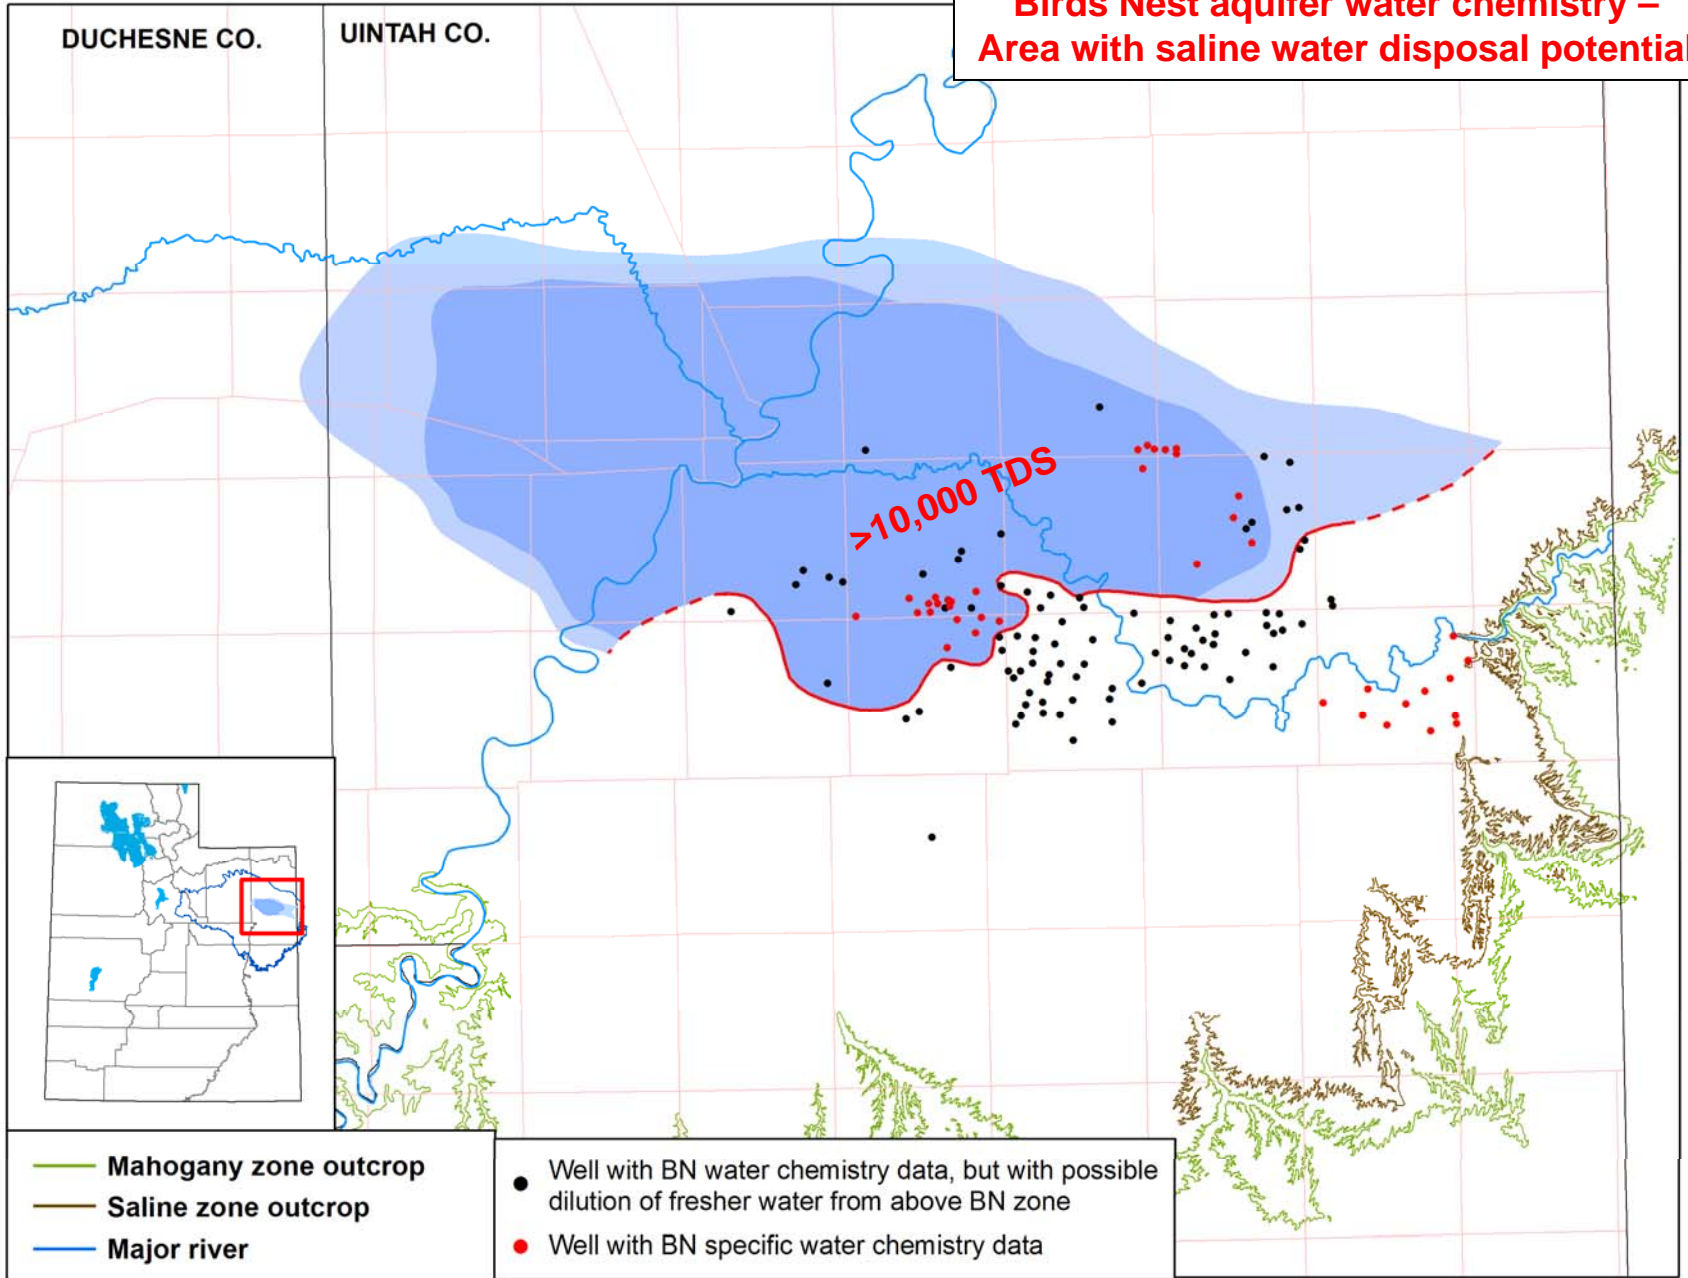 Birds Nest aquifer water chemistry –
Area with saline water disposal potential
DUCHESNE CO.
UINTAH CO.
>10,000 TDS
Mahogany zone outcrop
Saline zone outcrop
Major river
Well with BN water chemistry data, but with possible
dilution of fresher water from above BN zone
Well with BN specific water chemistry data